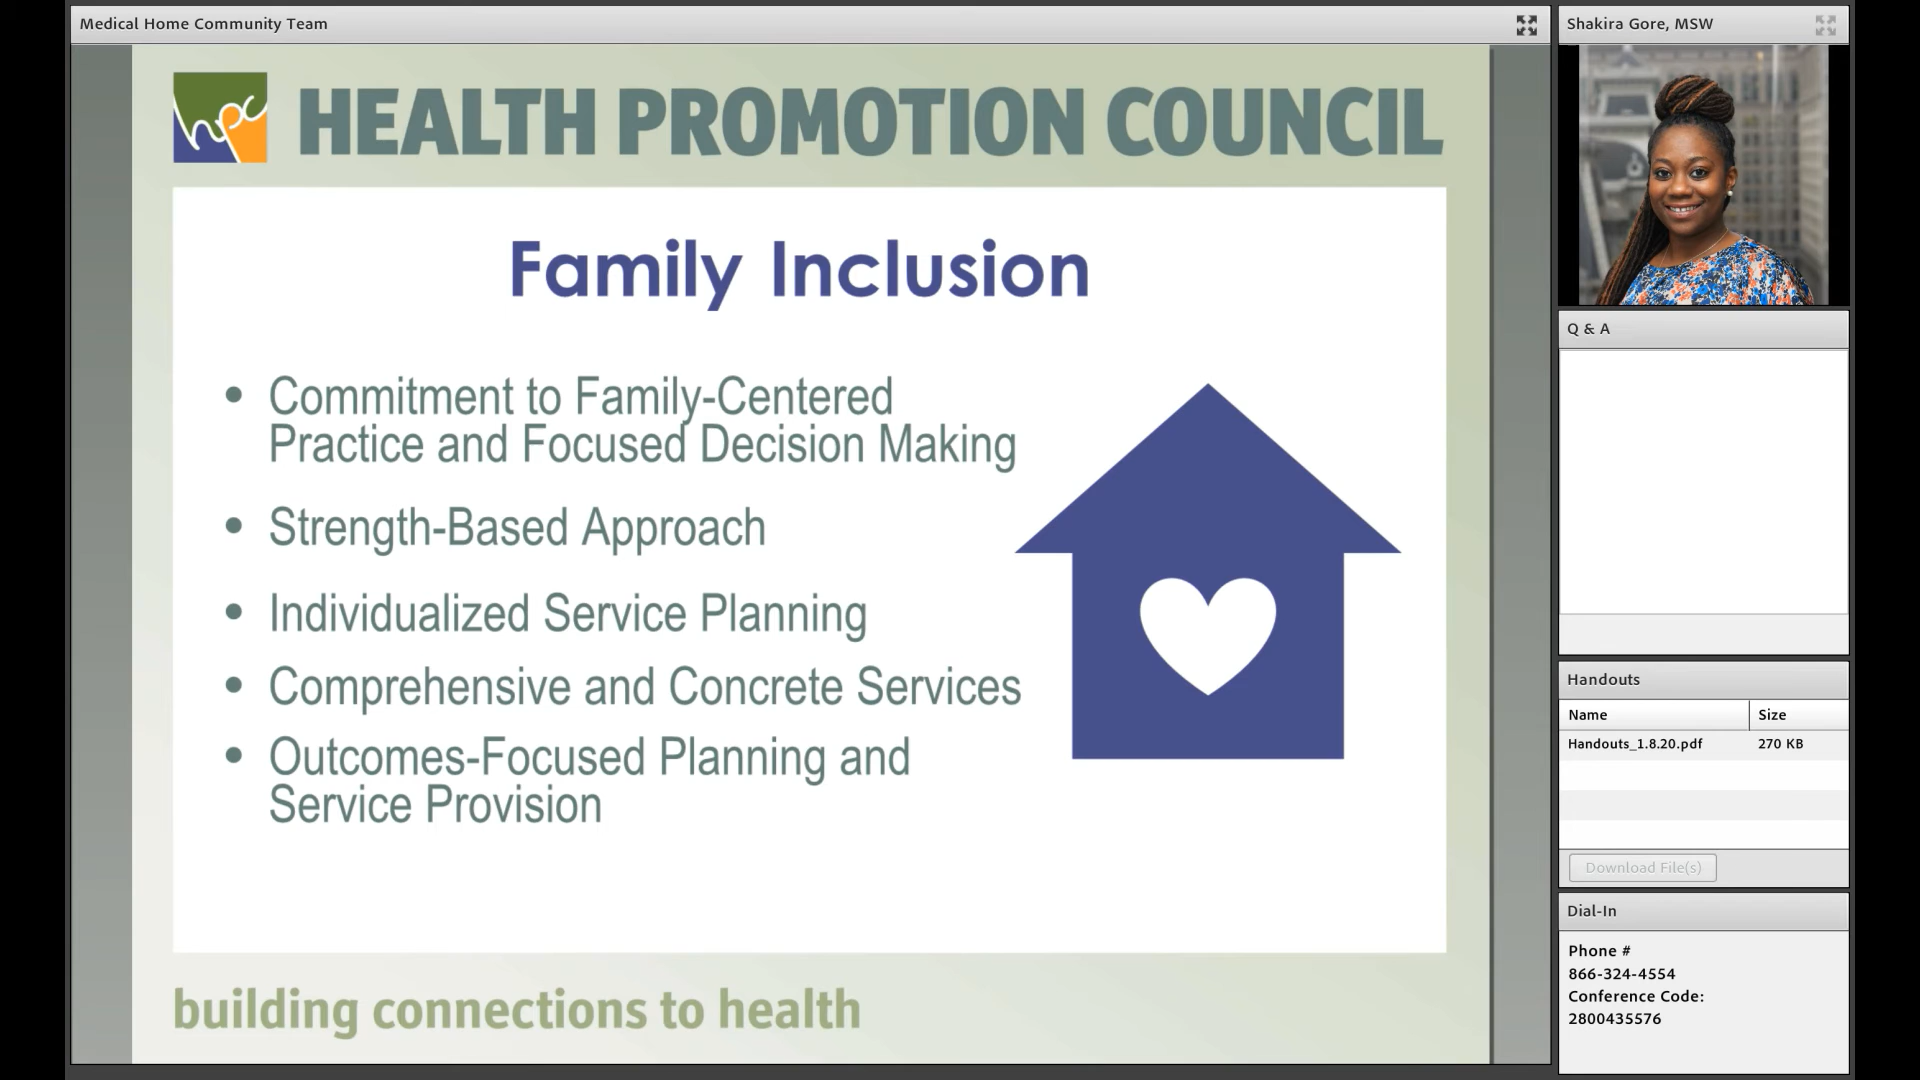 Medical Home Community Team
hpc
HEALTH PROMOTION COUNCIL
Family Inclusion
• Commitment to Family-Centered
Practice and Focused Decision Making
• Strength-Based Approach
• Individualized Service Planning
• Comprehensive and Concrete Services
• Outcomes-Focused Planning and
Service Provision
building connections to health
Shakira Gore, MSW
Q & A
Handouts
Name Size
Handouts_1.8.20.pdf 270 KB
Download File(s)
Dial-In
Phone #
866-324-4554
Conference Code:
2800435576